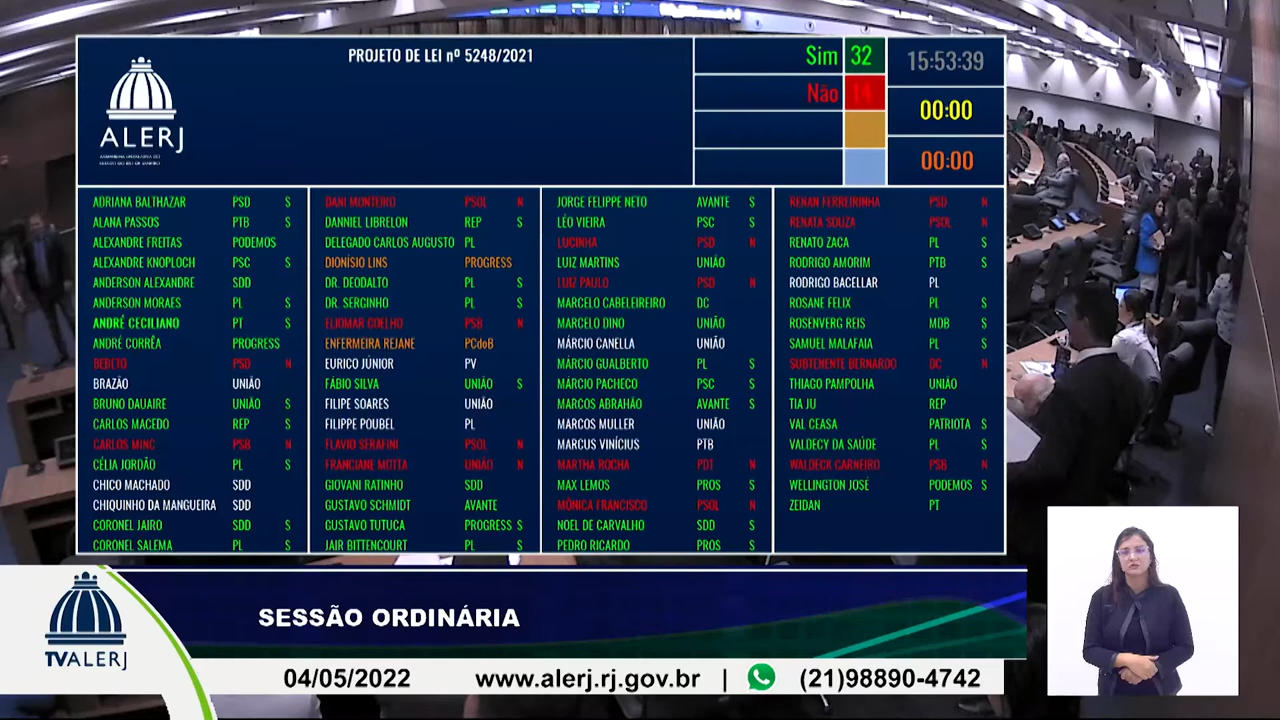 PROJETO DE LEI nº 5248/2021
ALERJ
Sim 32
Não 14
15:53:39
00:00
00:00
ADRIANA BALTHAZAR PSD S
ALANA PASSOS PTB S
ALEXANDRE FREITAS PODEMOS
ALEXANDRE KNOPLOCH PSC S
ANDERSON ALEXANDRE SDD
ANDERSON MORAES PL S
ANDRÉ CECILIANO PT S
ANDRÉ CORRÊA PROGRESS
BEBETO PSD N
BRAZÃO UNIÃO
BRUNO DAUAIRE UNIÃO S
CARLOS MACEDO REP S
CARLOS MINC PSB N
CÉLIA JORDÃO PL S
CHICO MACHADO SDD
CHIQUINHO DA MANGUEIRA SDD
CORONEL JAIRO SDD S
CORONEL SALEMA PL S
DANI MONTEIRO PSOL N
DANNIEL LIBRELON REP S
DELEGADO CARLOS AUGUSTO PL
DIONÍSIO LINS PROGRESS
DR. DEODALTO PL S
DR. SERGINHO PL S
ELIOMAR COELHO PSB N
ENFERMEIRA REJANE PCdoB
EURICO JÚNIOR PV
FÁBIO SILVA UNIÃO S
FILIPE SOARES UNIÃO
FILIPPE POUBEL PL
FLAVIO SERAFINI PSOL N
FRANCIANE MOTTA UNIÃO N
GIOVANI RATINHO SDD
GUSTAVO SCHMIDT AVANTE
GUSTAVO TUTUCA PROGRESS S
JAIR BITTENCOURT PL S
JORGE FELIPPE NETO AVANTE S
LÉO VIEIRA PSC S
LUCINHA PSD N
LUIZ MARTINS UNIÃO
LUIZ PAULO PSD N
MARCELO CABELEIREIRO DC
MARCELO DINO UNIÃO
MÁRCIO CANELLA UNIÃO
MÁRCIO GUALBERTO PL S
MÁRCIO PACHECO PSC S
MARCOS ABRAHÃO AVANTE S
MARCOS MULLER UNIÃO
MARCUS VINÍCIUS PTB
MARTHA ROCHA PDT N
MAX LEMOS PROS S
MÔNICA FRANCISCO PSOL N
NOEL DE CARVALHO SDD S
PEDRO RICARDO PROS S
RENAN FERREIRINHA PSD N
RENATA SOUZA PSOL N
RENATO ZACA PL S
RODRIGO AMORIM PTB S
RODRIGO BACELLAR PL
ROSANE FELIX PL S
ROSENVERG REIS MDB S
SAMUEL MALAFAIA PL S
SUBTENENTE BERNARDO DC N
THIAGO PAMPOLHA UNIÃO
TIA JU REP
VAL CEASA PATRIOTA S
VALDECY DA SAÚDE PL S
WALDECK CARNEIRO PSB N
WELLINGTON JOSÉ PODEMOS S
ZEIDAN PT
SESSÃO ORDINÁRIA
TVALERJ
04/05/2022 www.alerj.rj.gov.br | (21)98890-4742